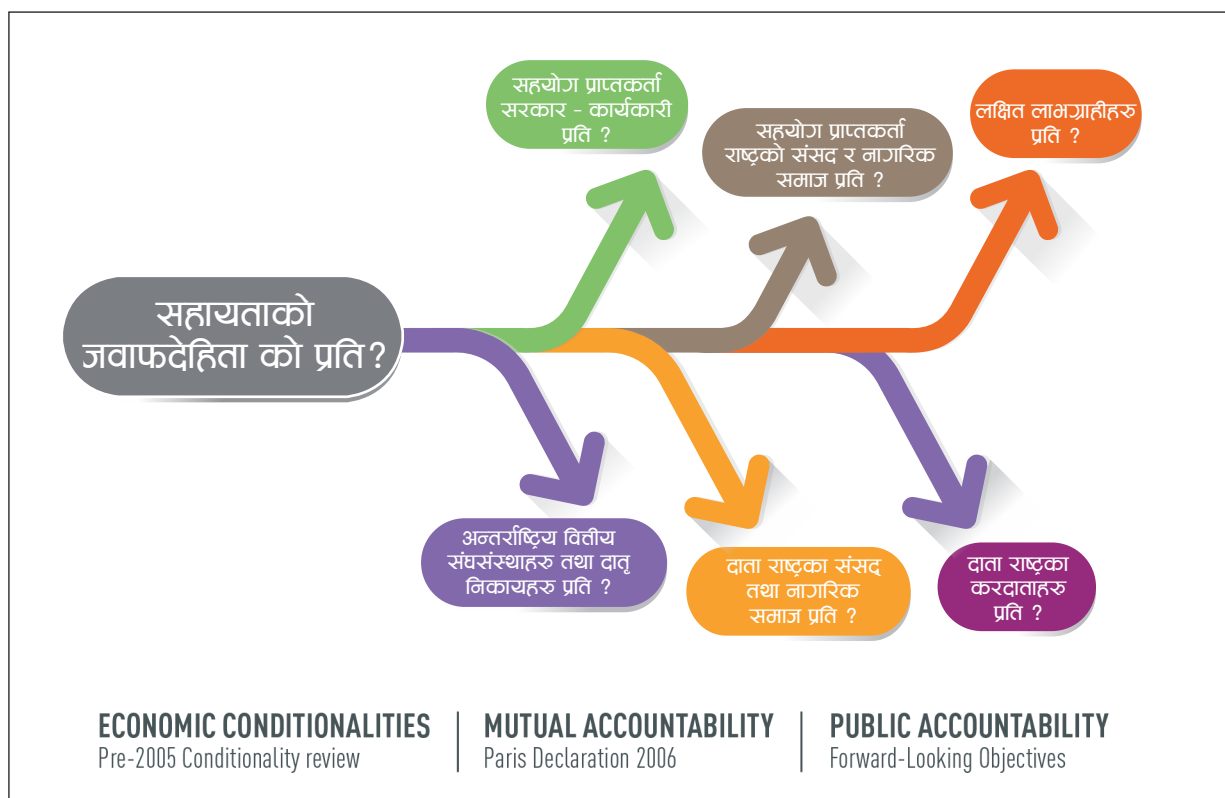 सहयोग प्राप्तकर्ता
सरकार - कार्यकारी
प्रति ?
सहयोग प्राप्तकर्ता
राष्ट्रको संसद र नागरिक
समाज प्रति ?
लक्षित लाभग्राहीहरु
प्रति ?
सहायताको
जवाफदेहिता को प्रति?
अन्तर्राष्ट्रिय वित्तीय
संघसंस्थाहरु तथा दातृ
निकायहरु प्रति ?
दाता राष्ट्रका संसद
तथा नागरिक
समाज प्रति ?
दाता राष्ट्रका
करदाताहरु
प्रति ?
ECONOMIC CONDITIONALITIES
Pre-2005 Conditionality review
MUTUAL ACCOUNTABILITY
Paris Declaration 2006
PUBLIC ACCOUNTABILITY
Forward-Looking Objectives